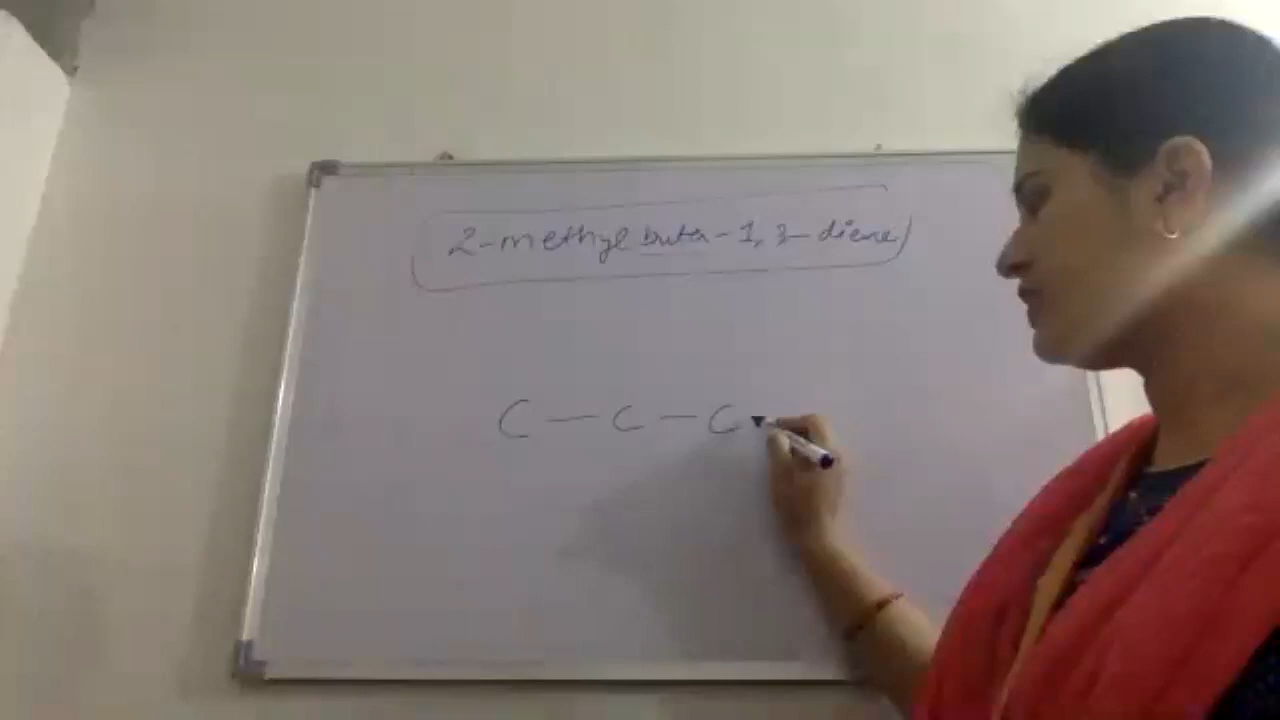 2-methyl buta-1,3-diene
C — C — C